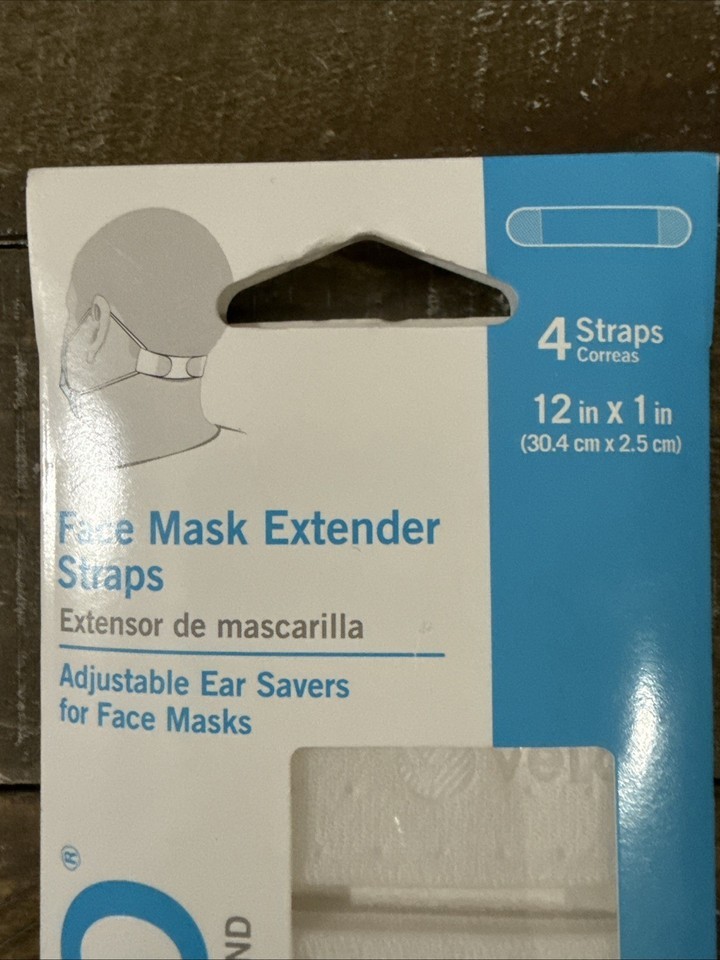 4 Straps
Correas
12 in x 1 in
(30.4 cm x 2.5 cm)
Face Mask Extender
Straps
Extensor de mascarilla
Adjustable Ear Savers
for Face Masks
®